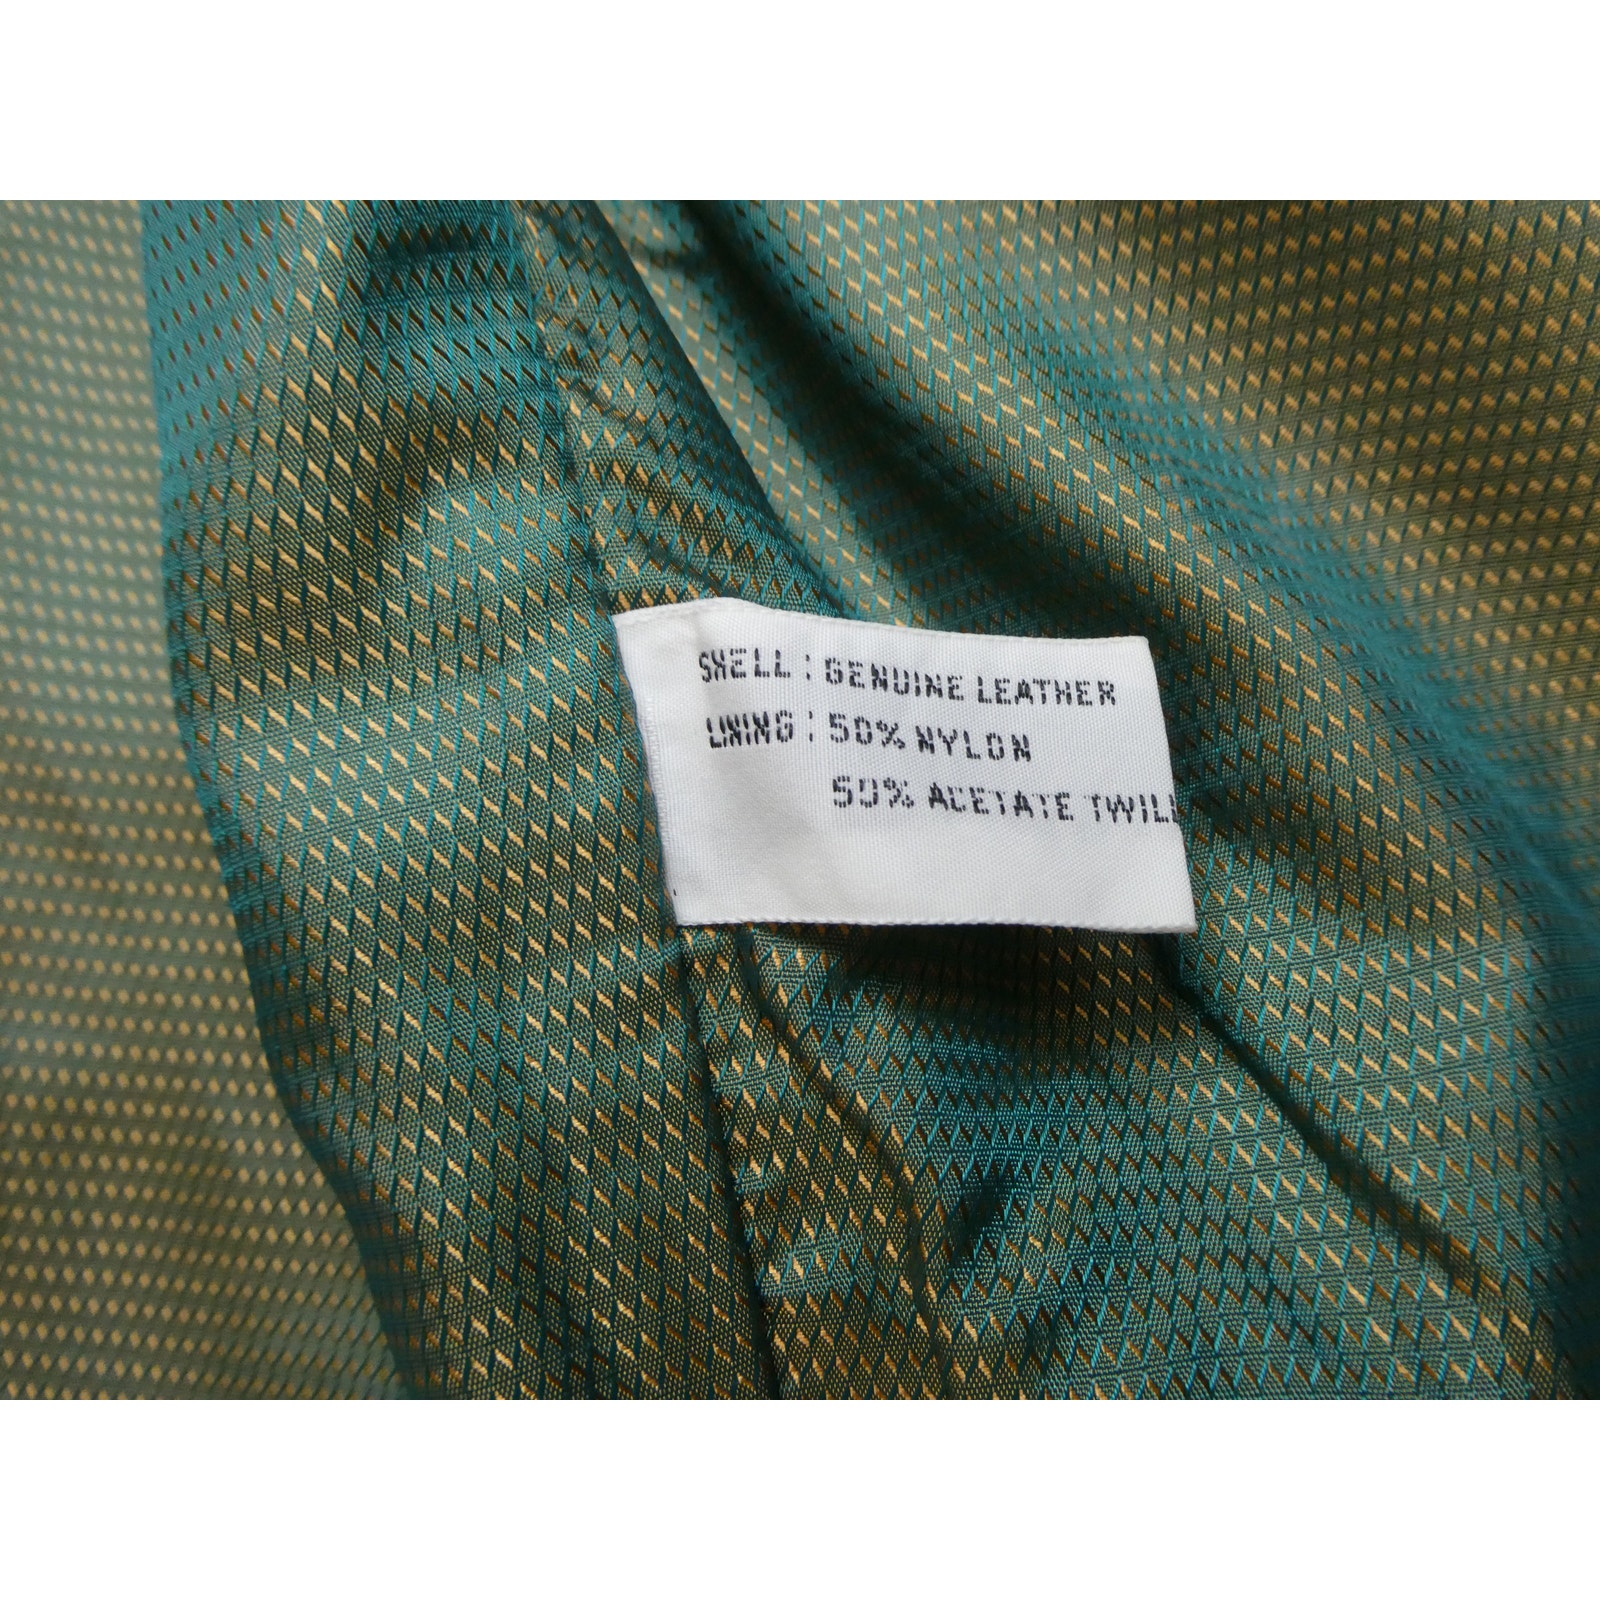 SHELL : GENUINE LEATHER
LINING : 50% NYLON
50% ACETATE TWILL